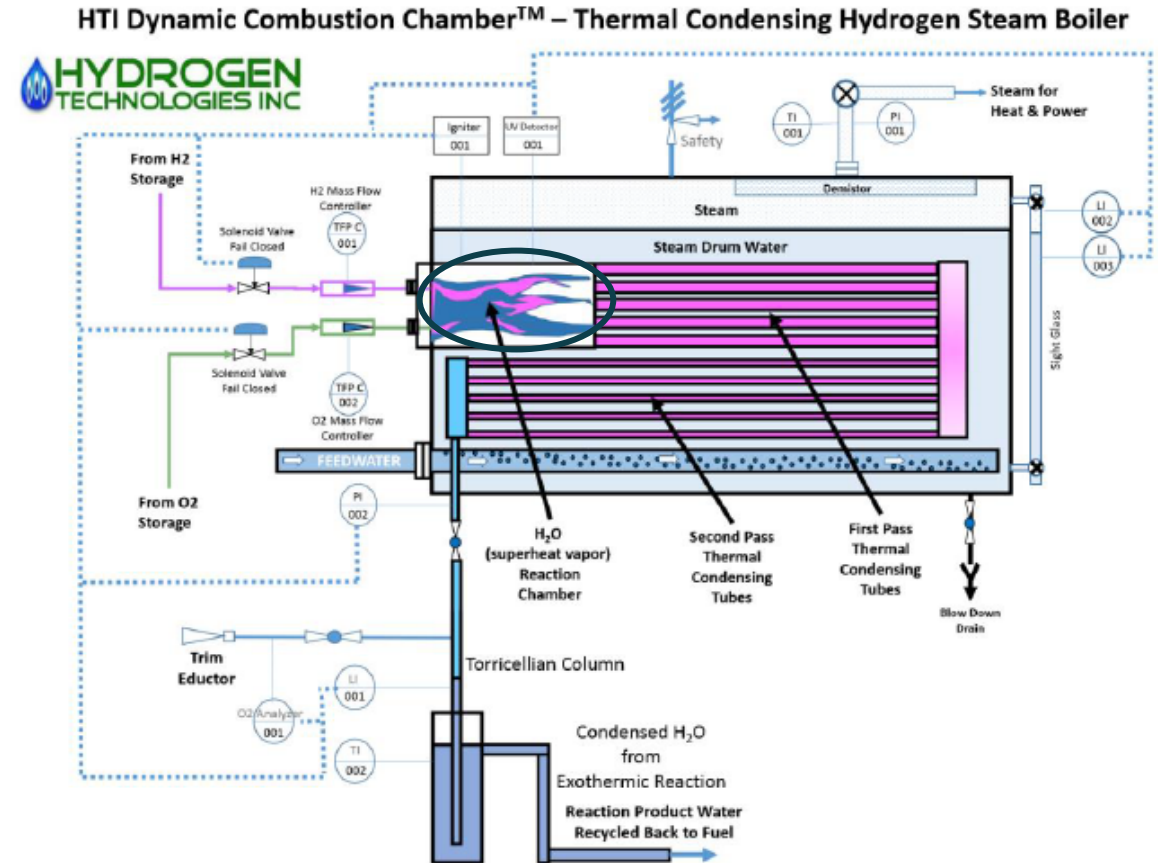 HTI Dynamic Combustion Chamber™ – Thermal Condensing Hydrogen Steam Boiler
HYDROGEN
TECHNOLOGIES INC
Igniter
001
UV Detector
001
Safety
TI
001
PI
001
Steam for
Heat & Power
From H2
Storage
H2 Mass Flow
Controller
TFP C
001
Solenoid Valve
Fail Closed
Demistor
Steam
Steam Drum Water
LI
002
LI
003
Sight Glass
Solenoid Valve
Fail Closed
TFP C
002
O2 Mass Flow
Controller
FEEDWATER
From O2
Storage
PI
002
H₂O
(superheat vapor)
Reaction
Chamber
Second Pass
Thermal
Condensing
Tubes
First Pass
Thermal
Condensing
Tubes
Blow Down
Drain
Trim
Eductor
Torricellian Column
LI
001
O2 Analyzer
001
TI
002
Condensed H₂O
from
Exothermic Reaction
Reaction Product Water
Recycled Back to Fuel